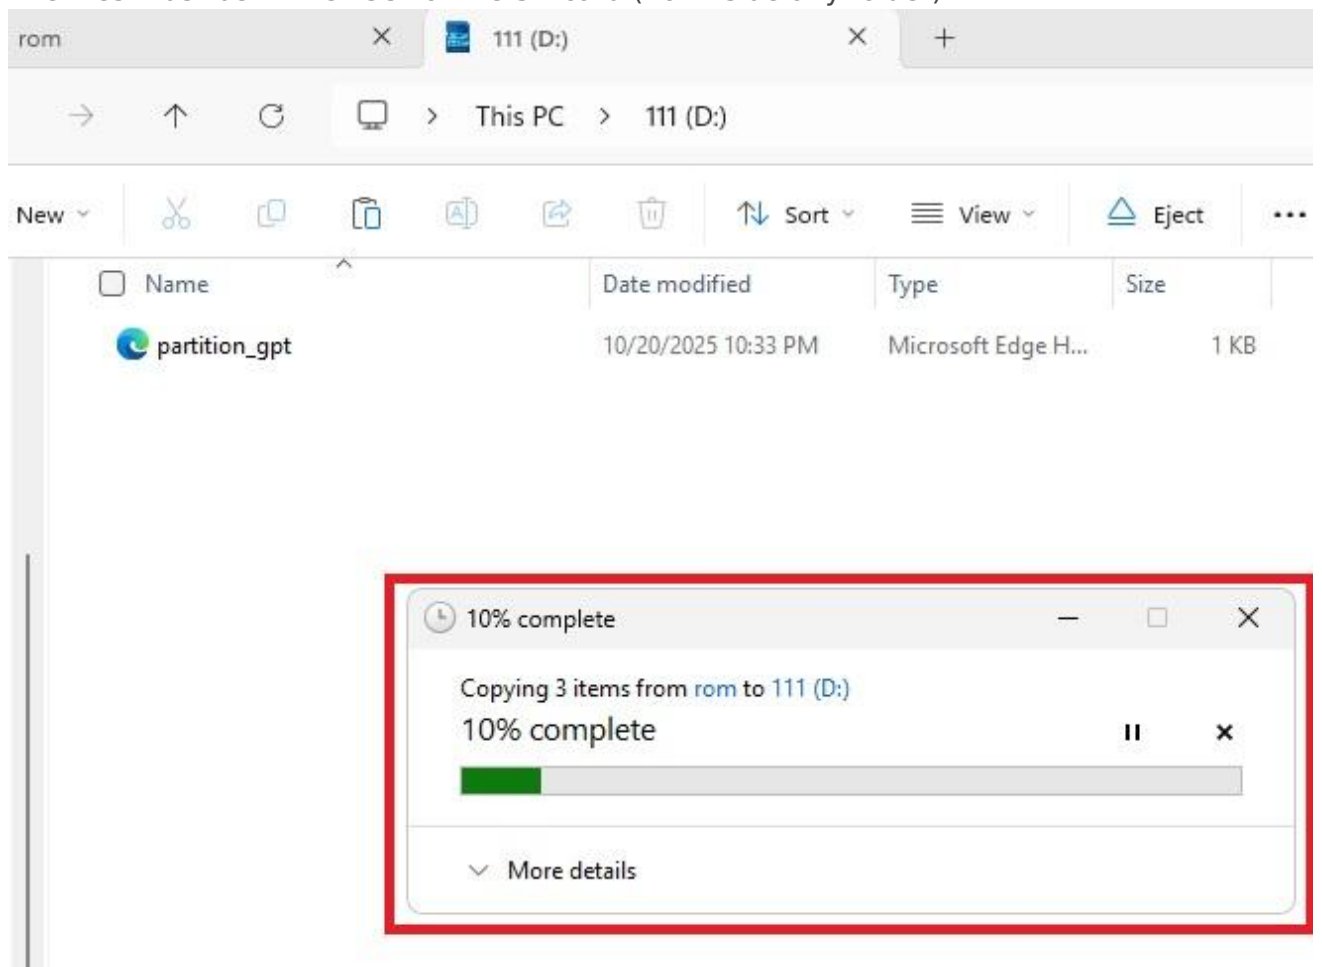 rom
111 (D:)
This PC > 111 (D:)
New
Sort
View
Eject
Name
Date modified
Type
Size
partition_gpt
10/20/2025 10:33 PM
Microsoft Edge H...
1 KB
10% complete
Copying 3 items from rom to 111 (D:)
10% complete
More details